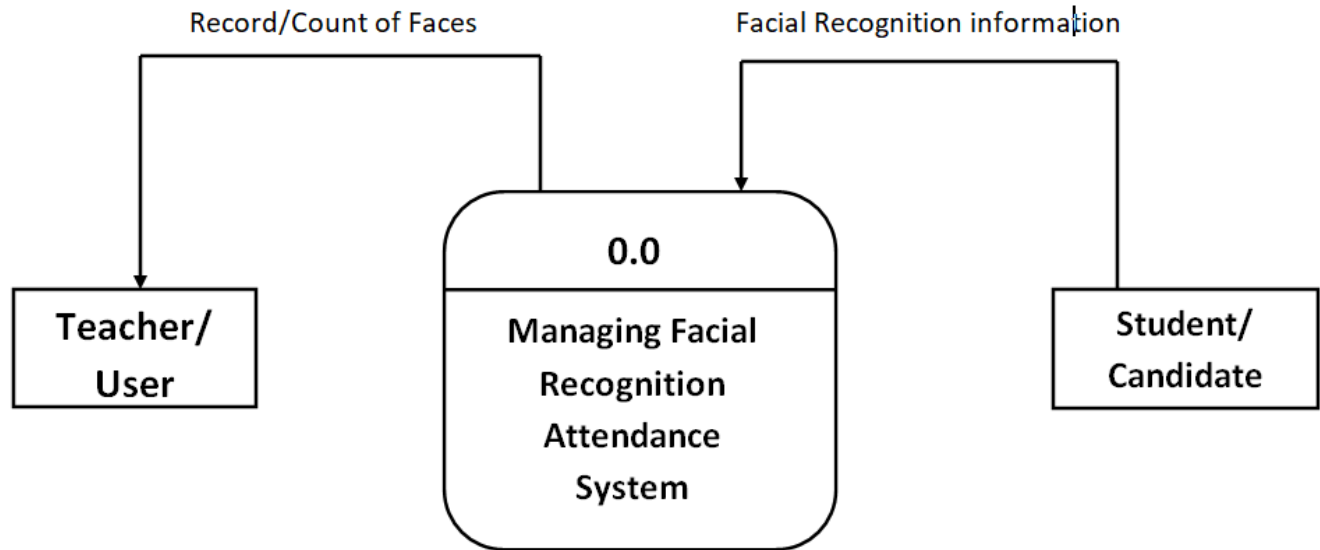 Record/Count of Faces
Facial Recognition information
0.0
Managing Facial
Recognition
Attendance
System
Teacher/
User
Student/
Candidate